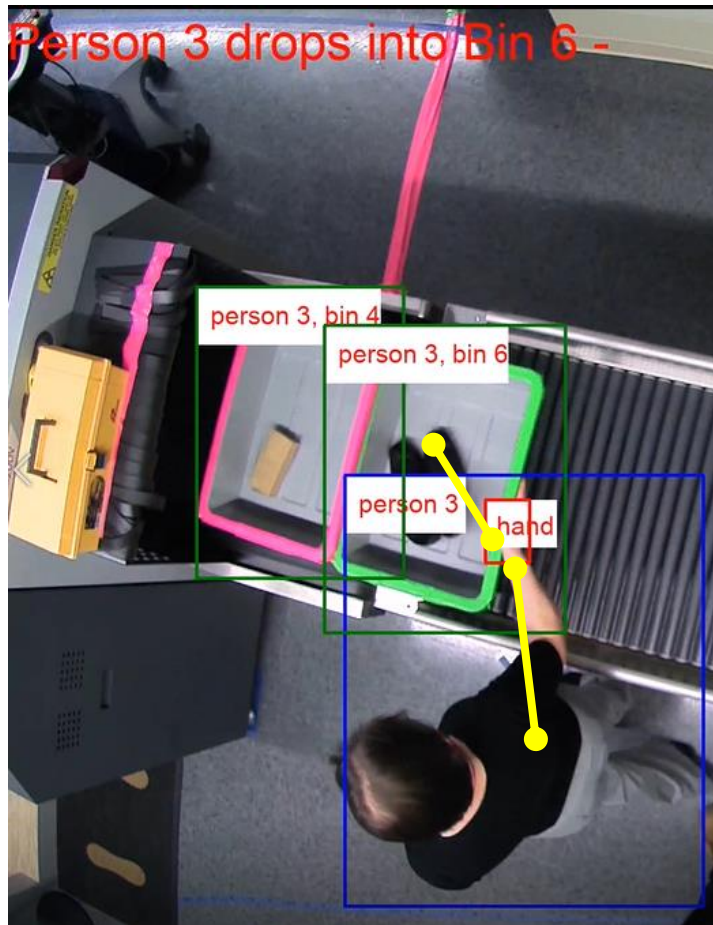 Person 3 drops into Bin 6 -
person 3, bin 4
person 3, bin 6
person 3
hand